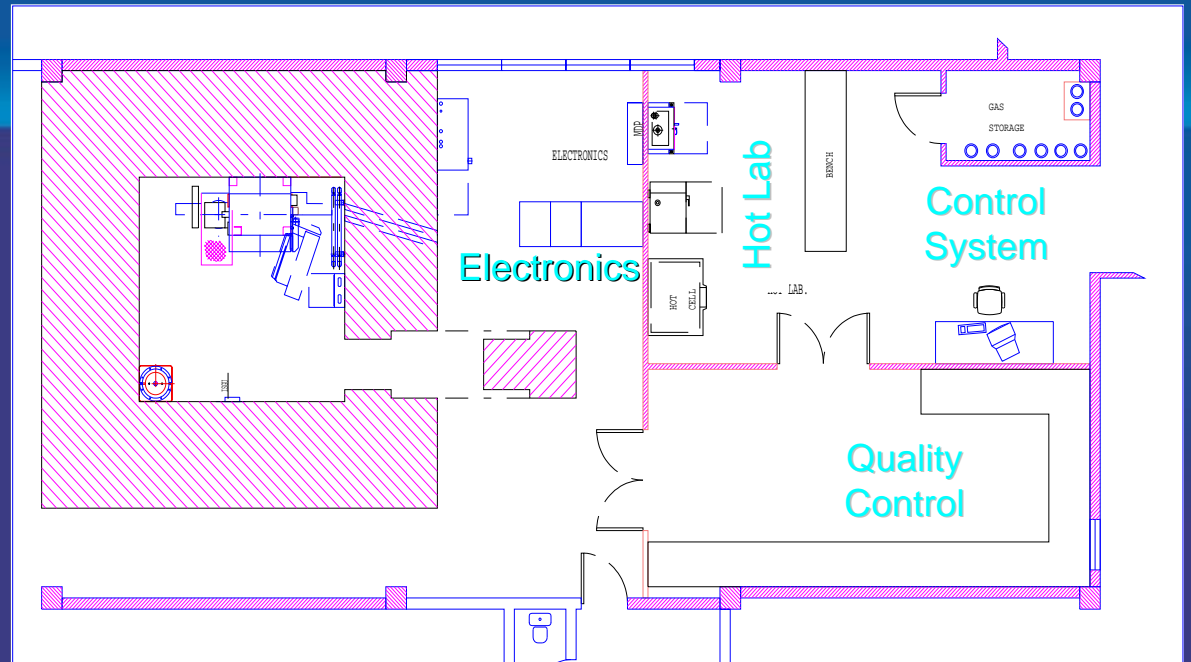 GAS
STORAGE
MDP
ELECTRONICS
BENCH
Hot Lab
Control
System
Electronics
HOT
CELL
LAB.
Quality
Control